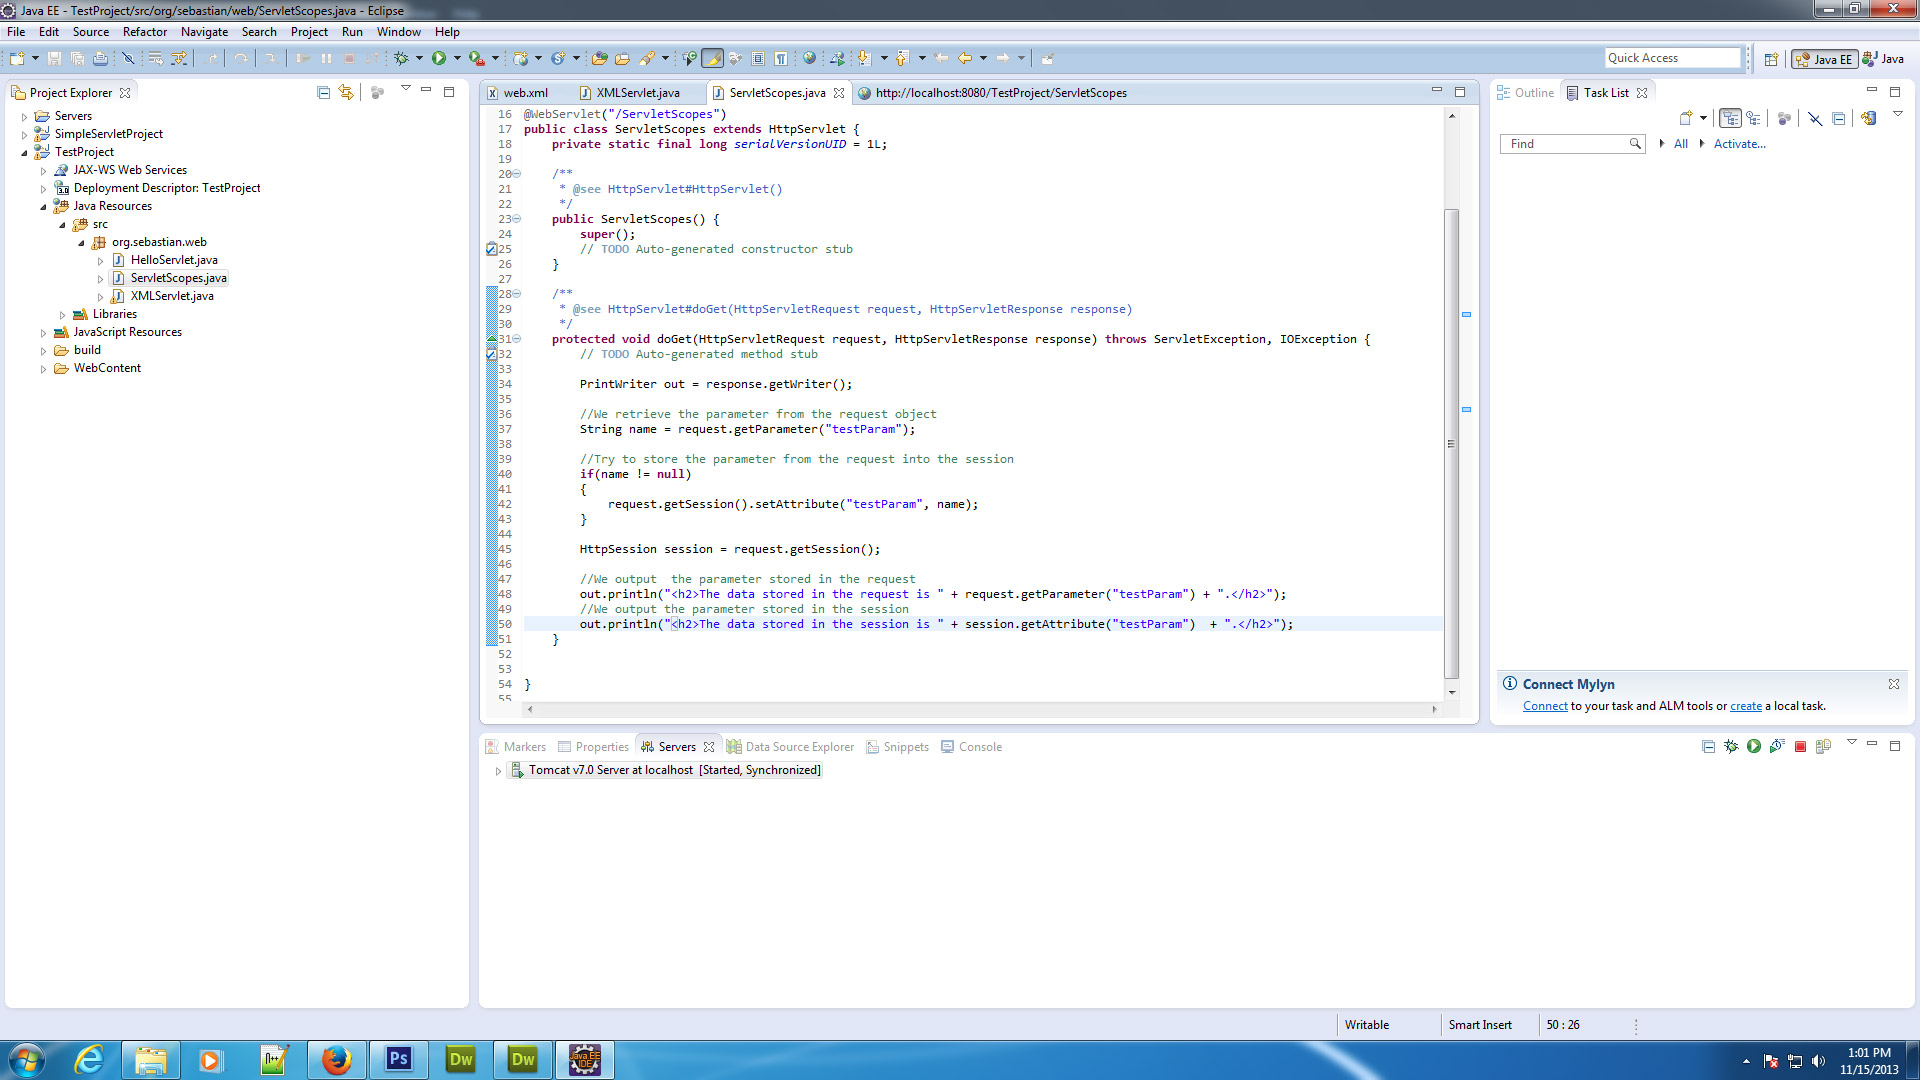 Java EE - TestProject/src/org/sebastian/web/ServletScopes.java - Eclipse
File Edit Source Refactor Navigate Search Project Run Window Help
Quick Access
Java EE
Java
Project Explorer
Servers
SimpleServletProject
TestProject
JAX-WS Web Services
Deployment Descriptor: TestProject
Java Resources
src
org.sebastian.web
HelloServlet.java
ServletScopes.java
XMLServlet.java
Libraries
JavaScript Resources
build
WebContent
web.xml XMLServlet.java ServletScopes.java http://localhost:8080/TestProject/ServletScopes
16 @WebServlet("/ServletScopes")
17 public class ServletScopes extends HttpServlet {
18 private static final long serialVersionUID = 1L;
19
20 /**
21 * @see HttpServlet#HttpServlet()
22 */
23 public ServletScopes() {
24 super();
25 // TODO Auto-generated constructor stub
26 }
27
28 /**
29 * @see HttpServlet#doGet(HttpServletRequest request, HttpServletResponse response)
30 */
31 protected void doGet(HttpServletRequest request, HttpServletResponse response) throws ServletException, IOException {
32 // TODO Auto-generated method stub
33
34 PrintWriter out = response.getWriter();
35
36 //We retrieve the parameter from the request object
37 String name = request.getParameter("testParam");
38
39 //Try to store the parameter from the request into the session
40 if(name != null)
41 {
42 request.getSession().setAttribute("testParam", name);
43 }
44
45 HttpSession session = request.getSession();
46
47 //We output  the parameter stored in the request
48 out.println("<h2>The data stored in the request is " + request.getParameter("testParam") + ".</h2>");
49 //We output the parameter stored in the session
50 out.println("<h2>The data stored in the session is " + session.getAttribute("testParam")  + ".</h2>");
51 }
52
53
54 }
55
Outline Task List
Find
All
Activate...
Connect Mylyn
Connect to your task and ALM tools or create a local task.
Markers Properties Servers Data Source Explorer Snippets Console
Tomcat v7.0 Server at localhost [Started, Synchronized]
Writable
Smart Insert
50 : 26
Ps
Dw
Dw
Java EE
IDE
1:01 PM
11/15/2013